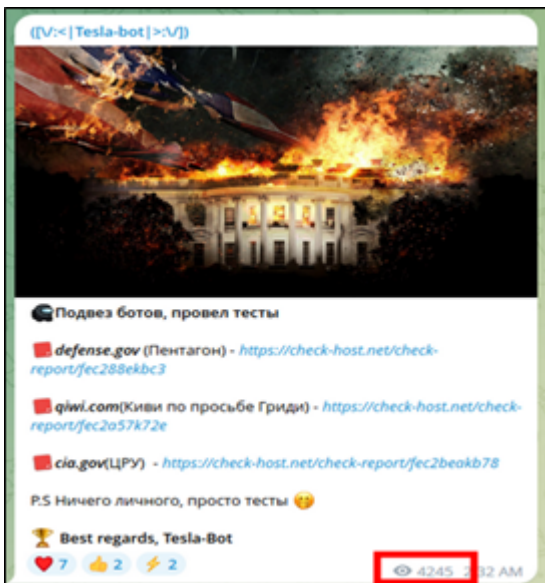 ([\/:<|Tesla-bot|>:\/])
Подвез ботов, провел тесты
defense.gov (Пентагон) - https://check-host.net/check-
report/fec288ekbc3
qiwi.com(Киви по просьбе Гриди) - https://check-host.net/check-
report/fec2a57k72e
cia.gov(ЦРУ) - https://check-host.net/check-report/fec2beakb78
P.S Ничего личного, просто тесты
Best regards, Tesla-Bot
7 2 2
4245 2:32 AM